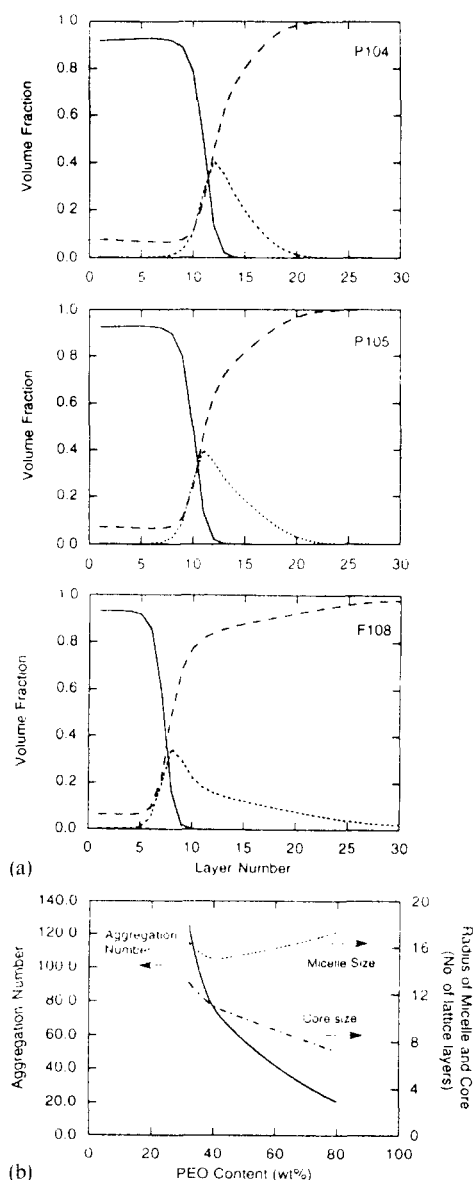 1.0
0.8
0.6
0.4
0.2
0.0
Volume Fraction
P104
0 5 10 15 20 25 30
1.0
0.8
0.6
0.4
0.2
0.0
Volume Fraction
P105
0 5 10 15 20 25 30
1.0
0.8
0.6
0.4
0.2
0.0
Volume Fraction
F108
0 5 10 15 20 25 30
(a)
Layer Number
140.0
120.0
100.0
80.0
60.0
40.0
20.0
0.0
Aggregation Number
Aggregation
Number
Micelle Size
Core size
20
16
12
8
4
0
Radius of Micelle and Core
(No of lattice layers)
0 20 40 60 80 100
(b)
PEO Content (wt%)